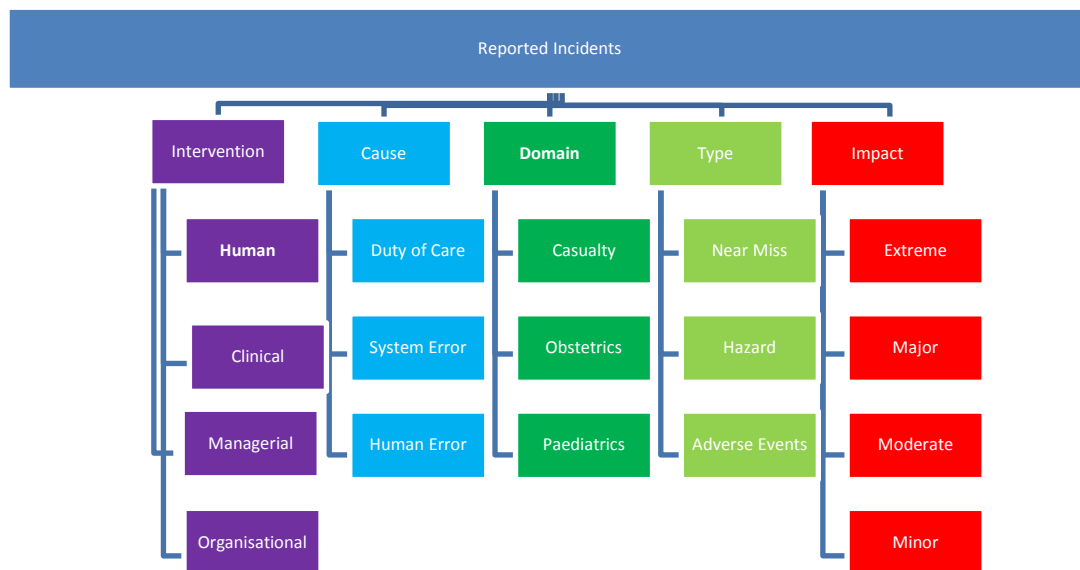 Reported Incidents
Intervention
Cause
Domain
Type
Impact
Human
Duty of Care
Casualty
Near Miss
Extreme
Clinical
System Error
Obstetrics
Hazard
Major
Managerial
Human Error
Paediatrics
Adverse Events
Moderate
Organisational
Minor